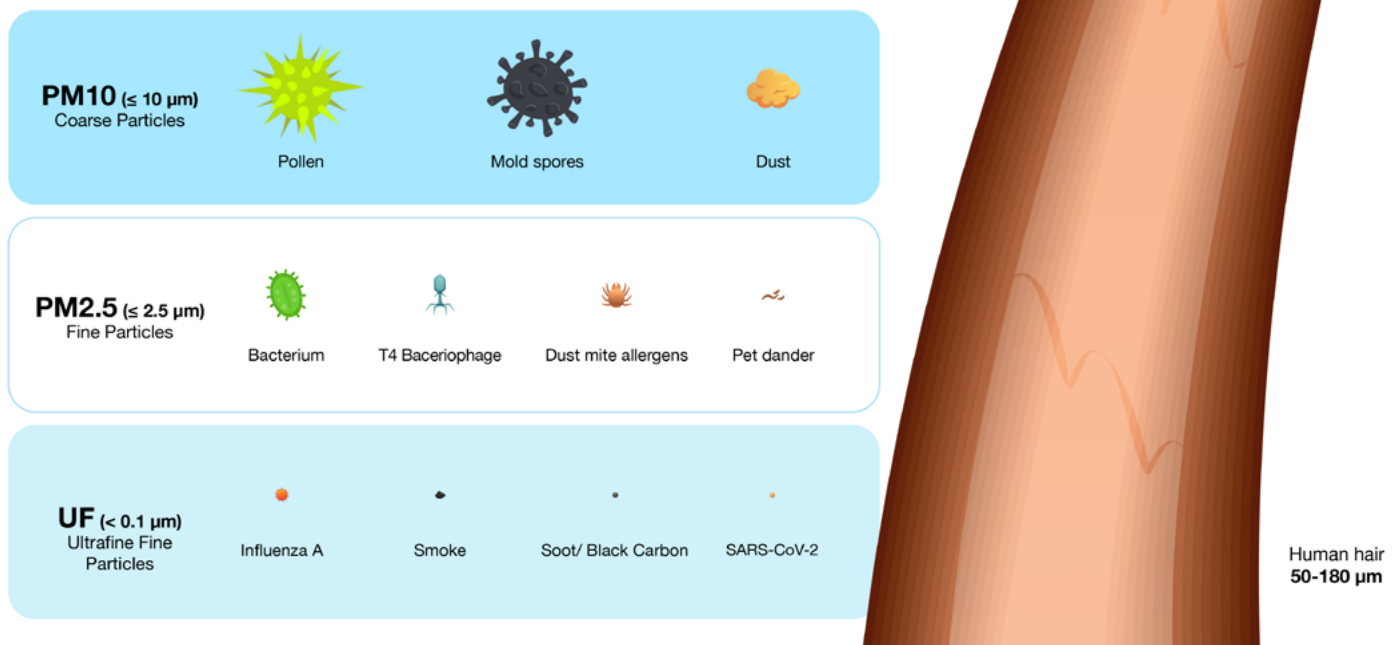 PM10 (≤ 10 μm)
Coarse Particles
Pollen
Mold spores
Dust
PM2.5 (≤ 2.5 μm)
Fine Particles
Bacterium
T4 Baceriophage
Dust mite allergens
Pet dander
UF (< 0.1 μm)
Ultrafine Fine
Particles
Influenza A
Smoke
Soot/ Black Carbon
SARS-CoV-2
Human hair
50-180 μm